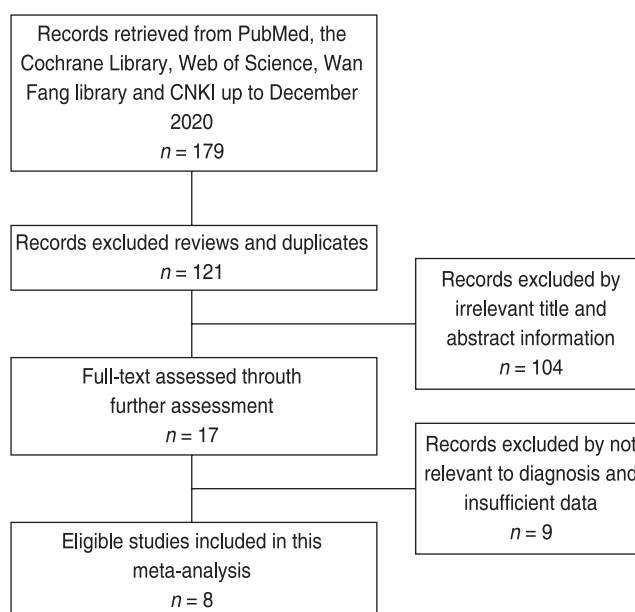 Records retrieved from PubMed, the
Cochrane Library, Web of Science, Wan
Fang library and CNKI up to December
2020
n = 179
Records excluded reviews and duplicates
n = 121
Records excluded by
irrelevant title and
abstract information
n = 104
Full-text assessed throuth
further assessment
n = 17
Records excluded by not
relevant to diagnosis and
insufficient data
n = 9
Eligible studies included in this
meta-analysis
n = 8